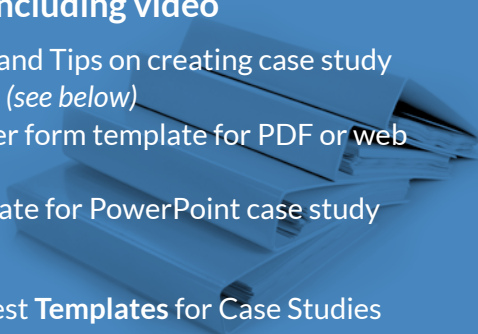 ncluding video
and Tips on creating case study
(see below)
er form template for PDF or web
ate for PowerPoint case study
est Templates for Case Studies